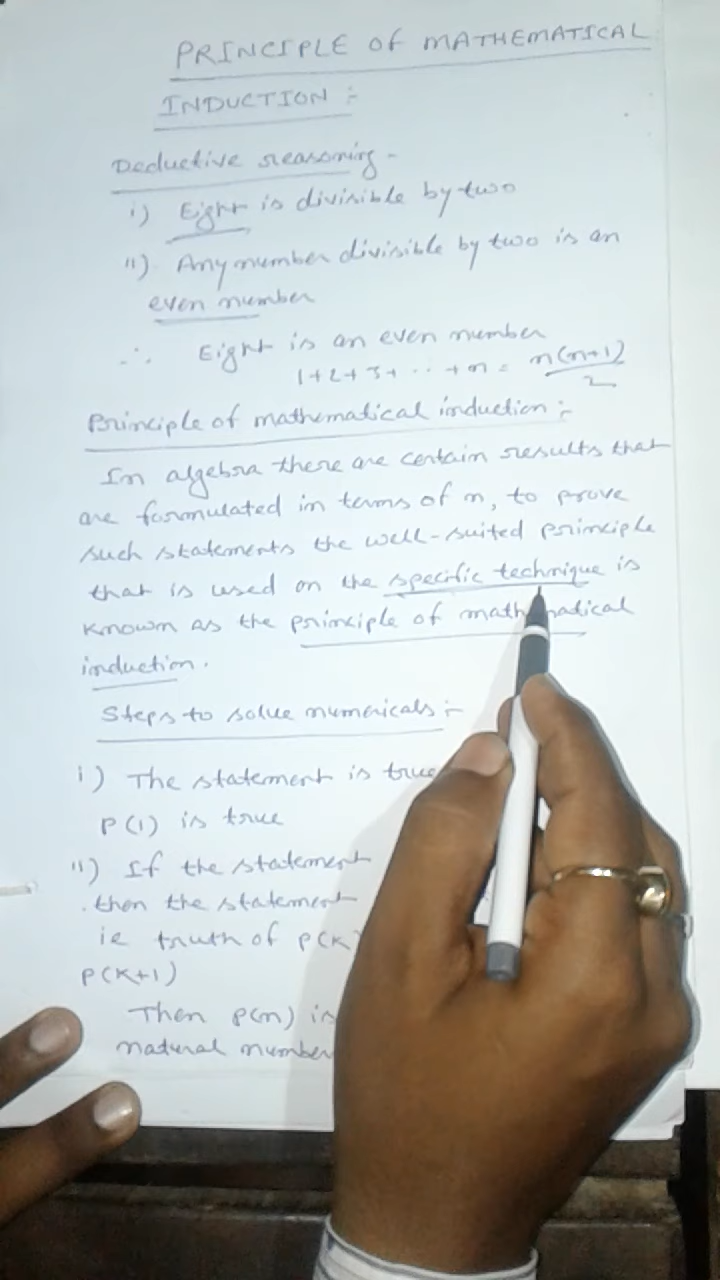 PRINCIPLE OF MATHEMATICAL
INDUCTION :-
Deductive reasoning -
i) Eight is divisible by two
ii) Any number divisible by two is an
even number
∴ Eight is an even number
1+2+3+ ... +n = n(n+1)/2
Principle of mathematical induction :-
In algebra there are certain results that
are formulated in terms of n, to prove
such statements the well-suited principle
that is used on the specific technique is
known as the principle of mathematical
induction.
Steps to solve numericals :-
i) The statement is true
P(1) is true
ii) If the statement
then the statement
ie truth of P(K)
P(K+1)
Then P(n) is
natural number